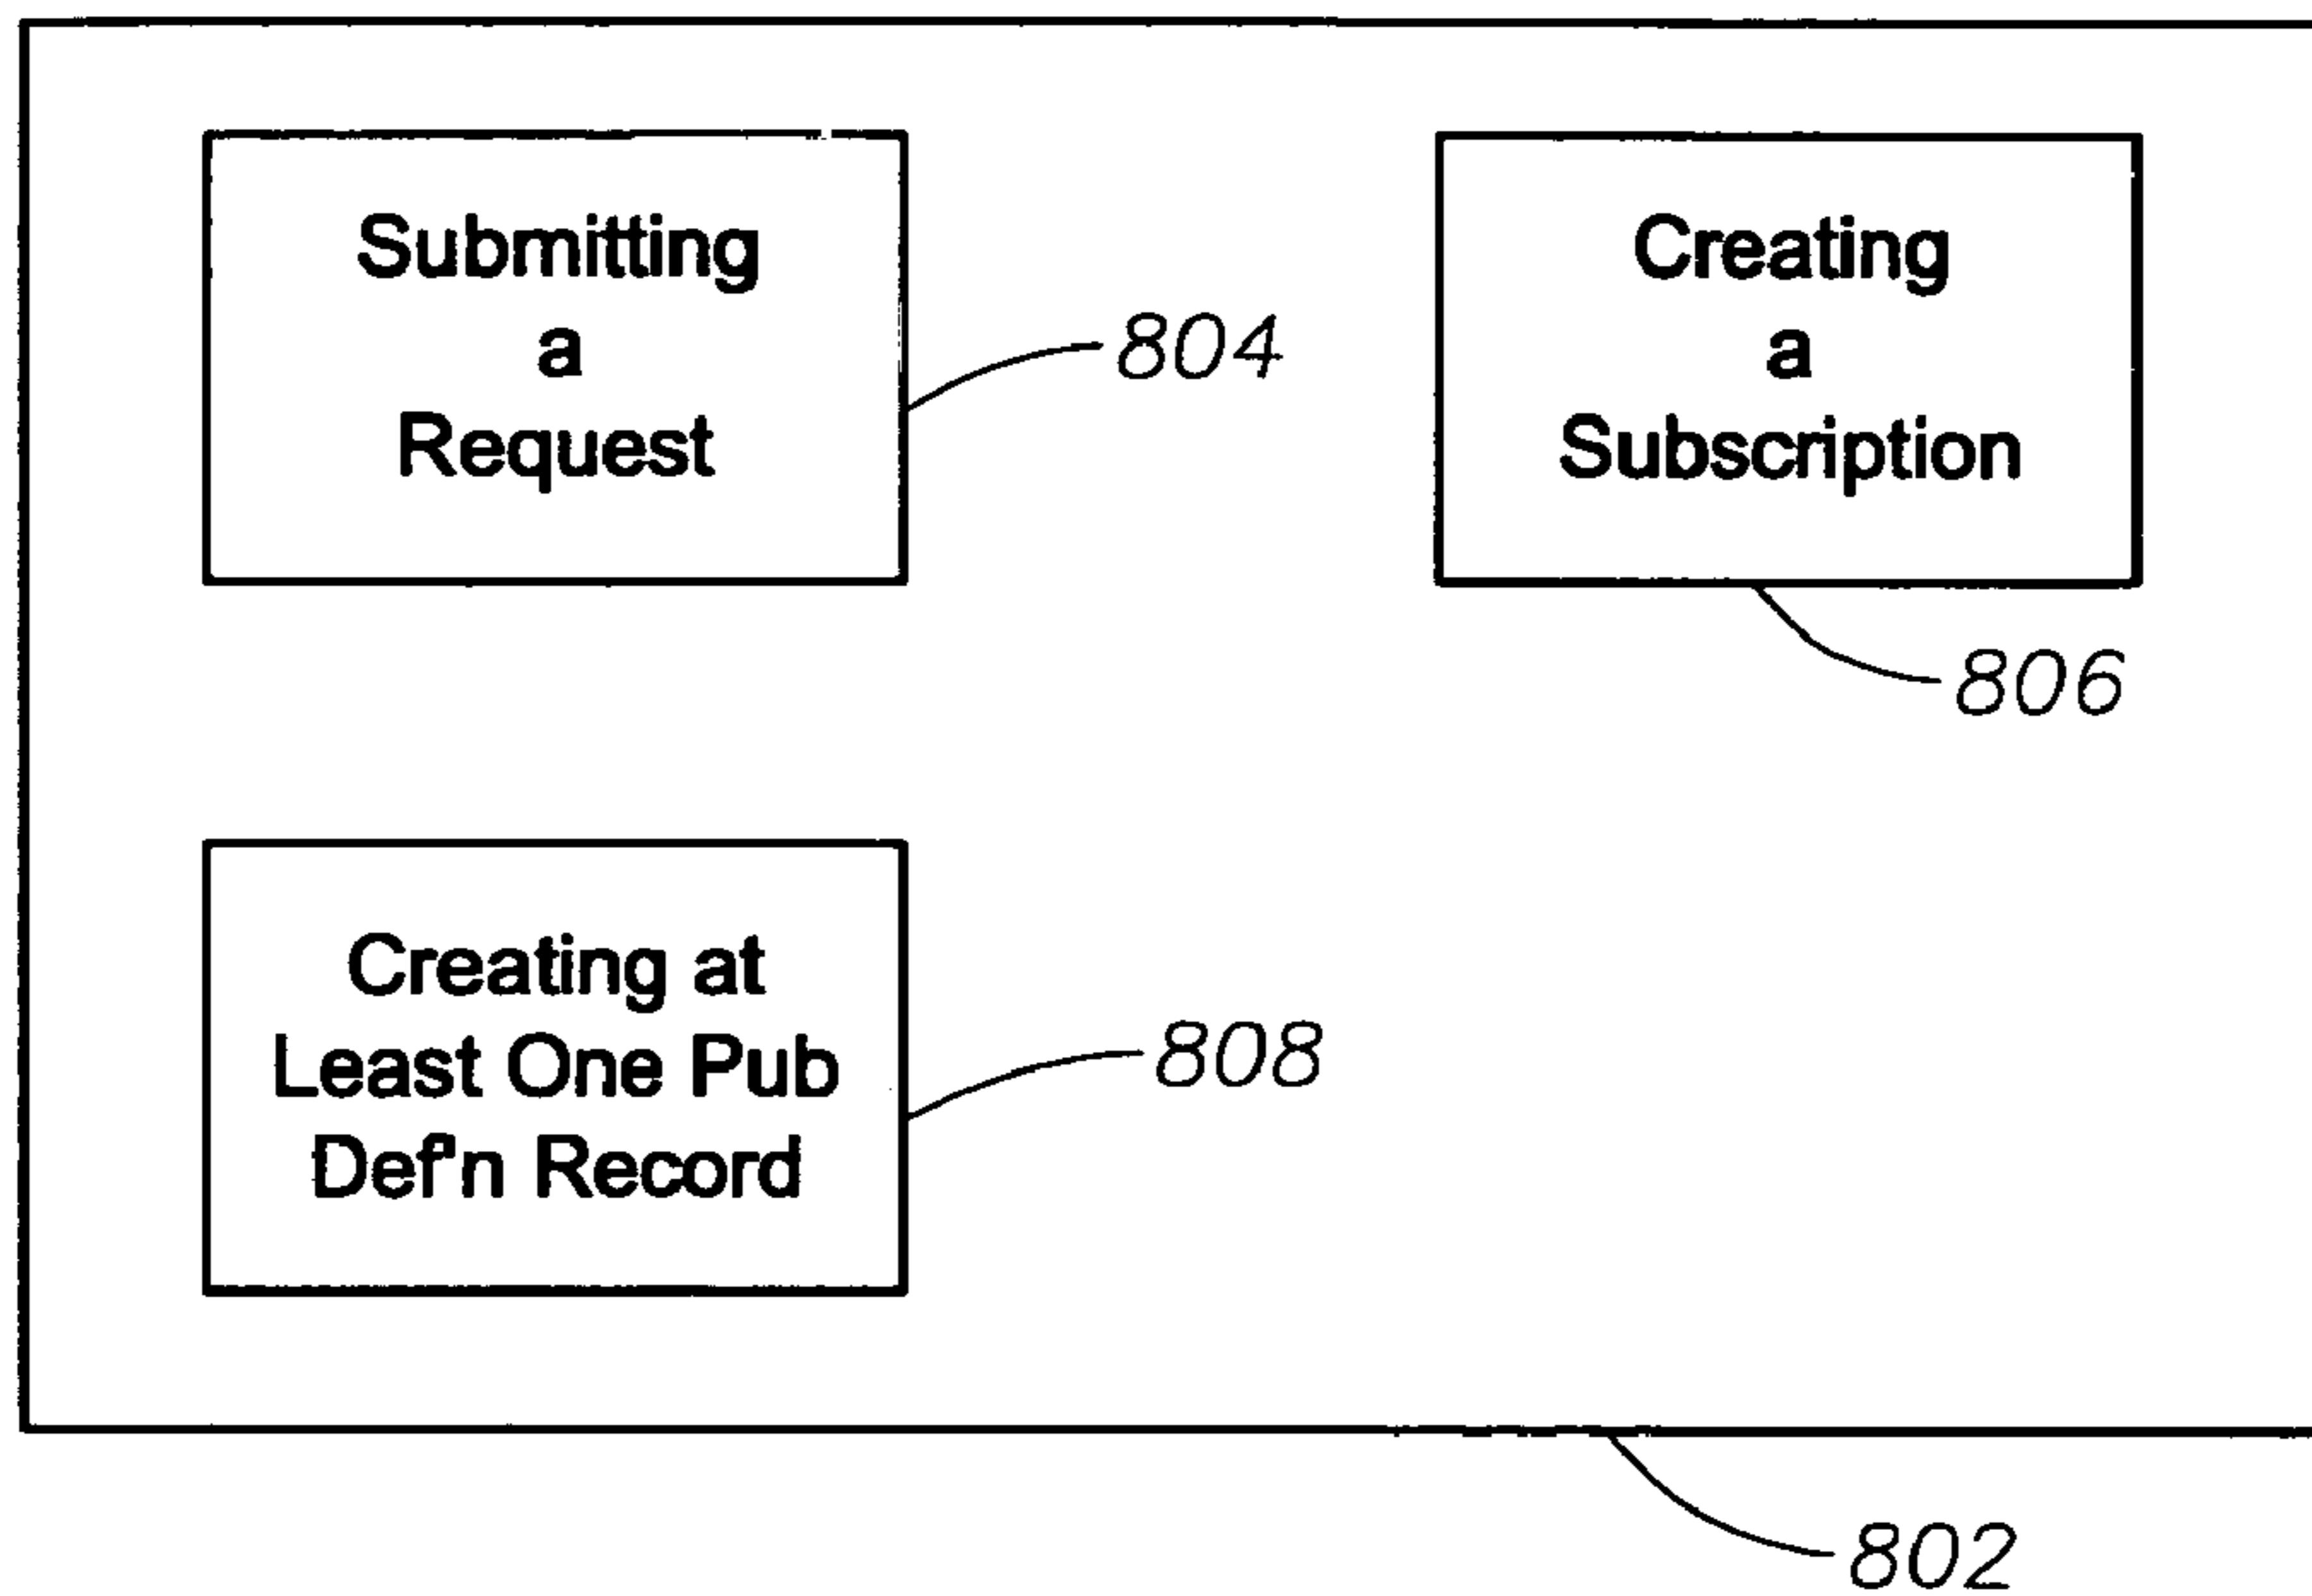 Submitting
a
Request
804
Creating
a
Subscription
806
Creating at
Least One Pub
Def'n Record
808
802